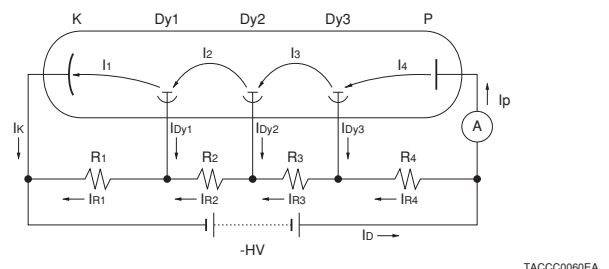 K Dy1 Dy2 Dy3 P
I1 I2 I3 I4
Ip
A
IK IDy1 IDy2 IDy3
R1 R2 R3 R4
IR1 IR2 IR3 IR4
-HV ID
TACCC0060EA